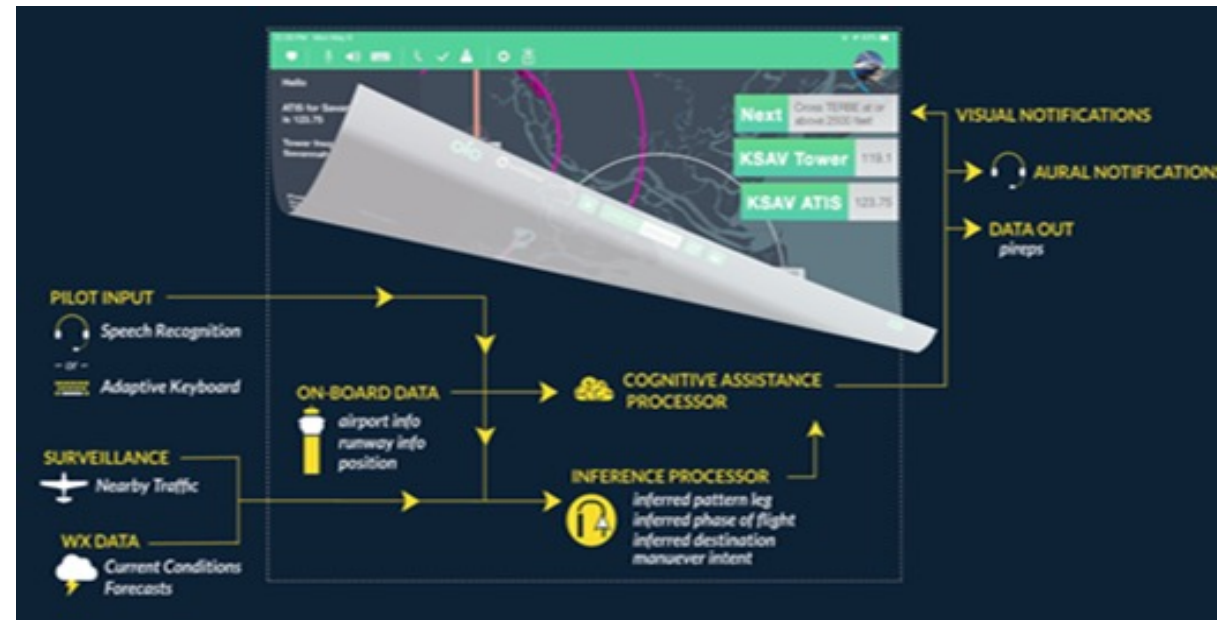 Hello
ATIS for Savan
is 123.75
Savannah
Next
Cross TERBE at or
above 2500 feet
KSAV Tower
119.1
KSAV ATIS
123.75
VISUAL NOTIFICATIONS
AURAL NOTIFICATIONS
DATA OUT
pireps
PILOT INPUT
Speech Recognition
- or -
Adaptive Keyboard
ON-BOARD DATA
airport info
runway info
position
COGNITIVE ASSISTANCE
PROCESSOR
SURVEILLANCE
Nearby Traffic
INFERENCE PROCESSOR
inferred pattern leg
inferred phase of flight
inferred destination
manuever intent
WX DATA
Current Conditions
Forecasts